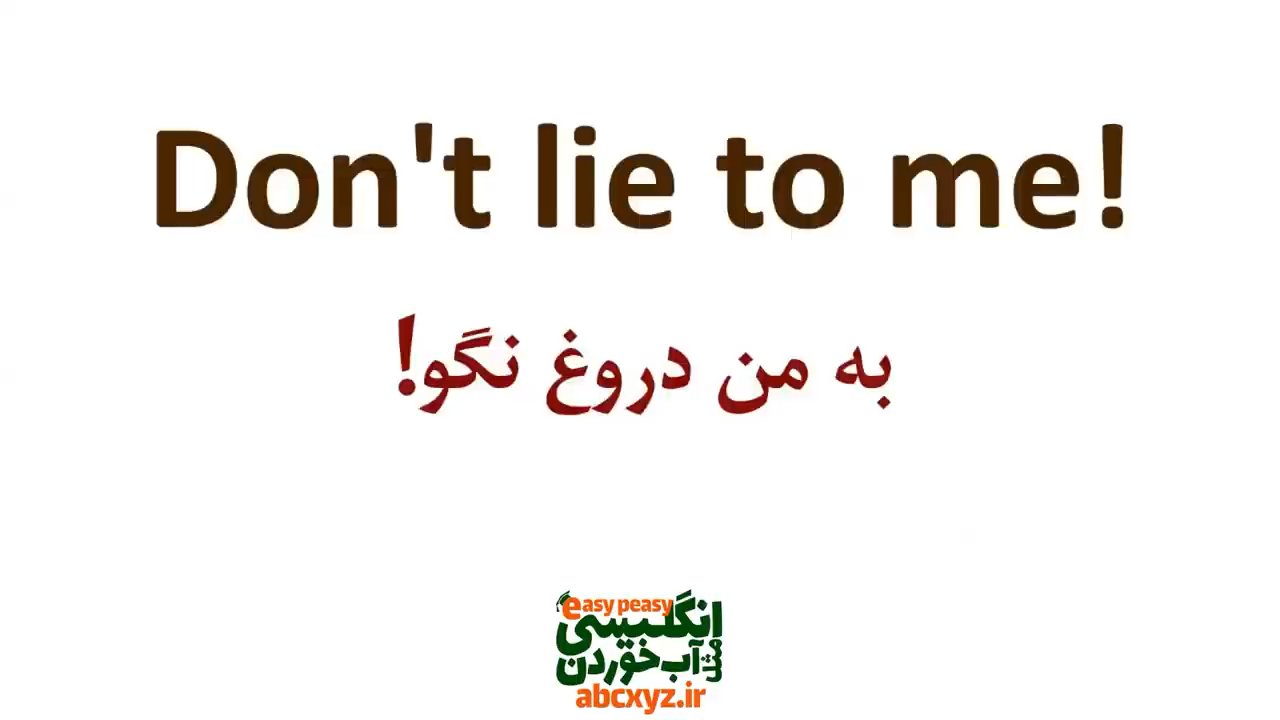 Don't lie to me!
به من دروغ نگو!
easy peasy
انگلیسی
مثل آب خوردن
abcxyz.ir